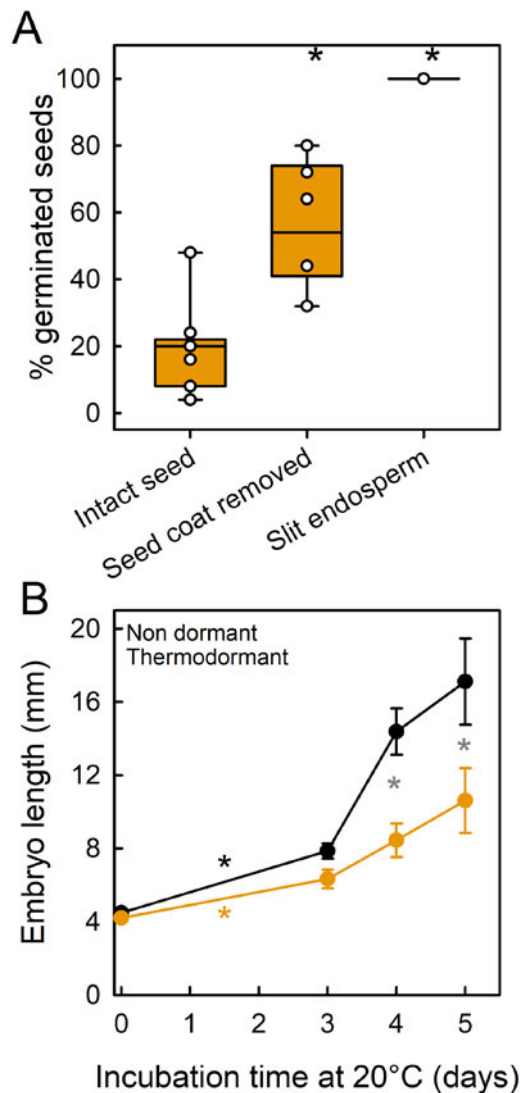 A
*
*
100
80
60
40
20
0
% germinated seeds
Intact seed
Seed coat removed
Slit endosperm
B
20
16
12
8
4
0
Embryo length (mm)
Non dormant
Thermodormant
*
*
*
*
0 1 2 3 4 5
Incubation time at 20°C (days)